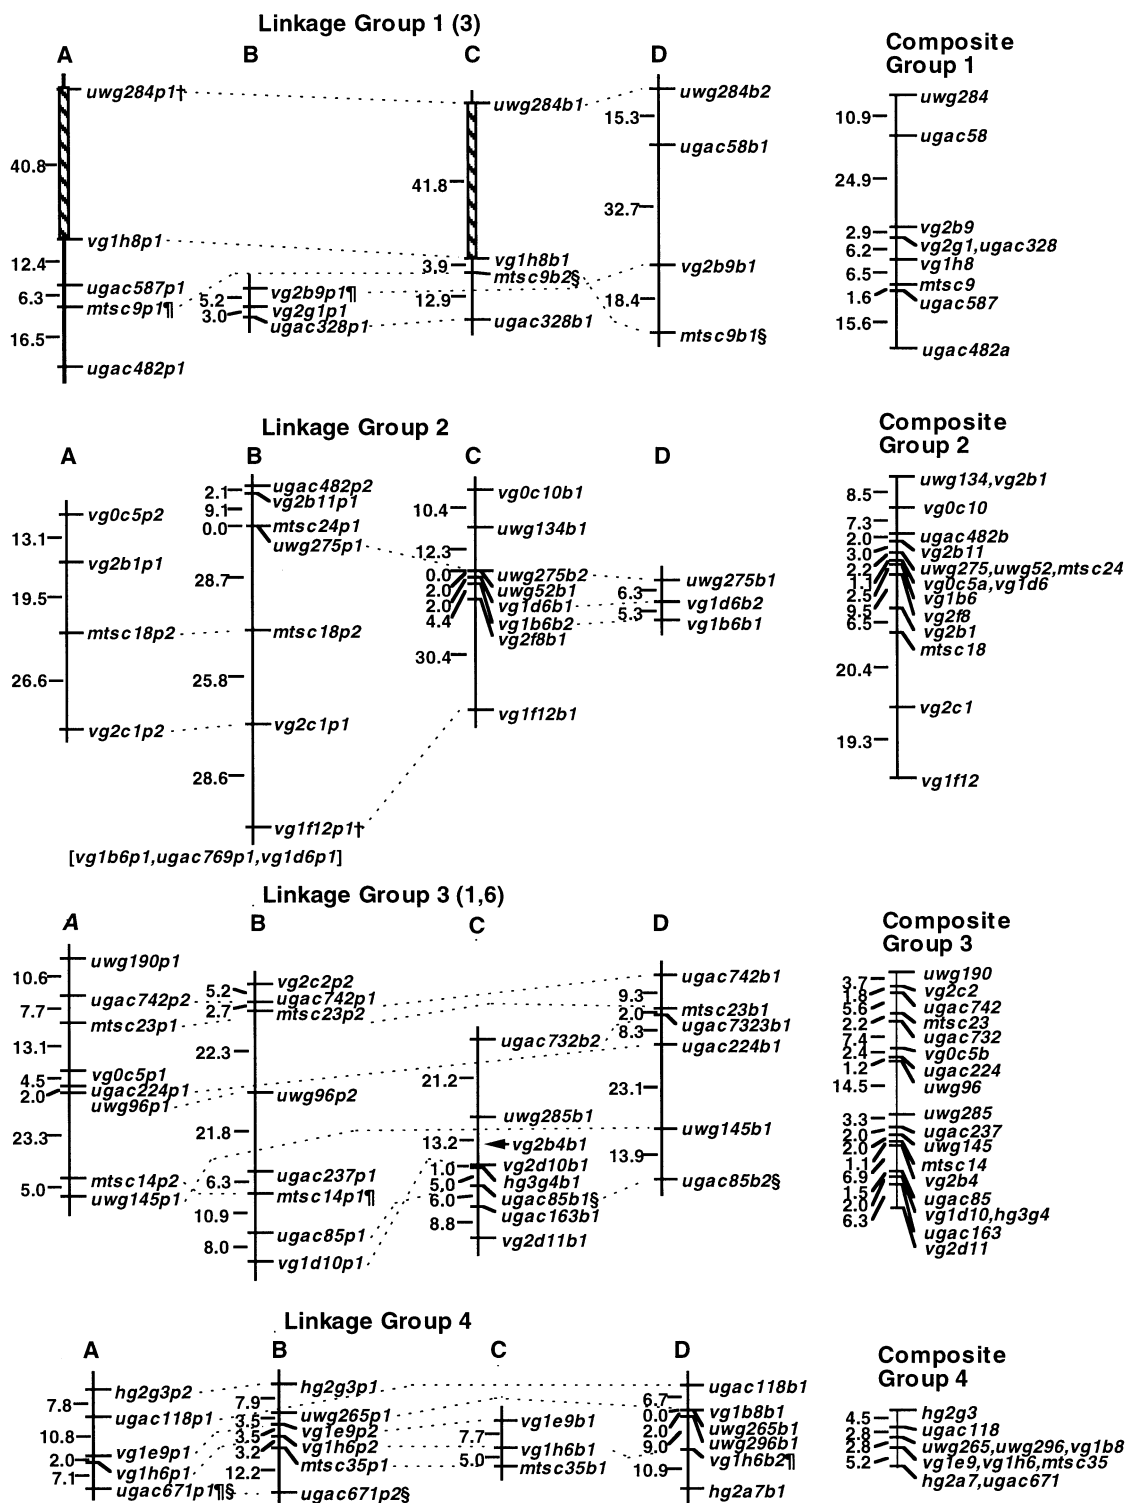 Linkage Group 1 (3)
A
B
C
D
Composite
Group 1
uwg284p1†
40.8
vg1h8p1
12.4
ugac587p1
6.3
mtsc9p1¶
16.5
ugac482p1
vg2b9p1¶
5.2
vg2g1p1
3.0
ugac328p1
uwg284b1
41.8
vg1h8b1
3.9
mtsc9b2§
12.9
ugac328b1
uwg284b2
15.3
ugac58b1
32.7
vg2b9b1
18.4
mtsc9b1§
uwg284
10.9
ugac58
24.9
vg2b9
2.9
vg2g1,ugac328
6.2
vg1h8
6.5
mtsc9
1.6
ugac587
15.6
ugac482a
Linkage Group 2
A
B
C
D
Composite
Group 2
vg0c5p2
13.1
vg2b1p1
19.5
mtsc18p2
26.6
vg2c1p2
ugac482p2
2.1
vg2b11p1
9.1
mtsc24p1
0.0
uwg275p1
28.7
mtsc18p2
25.8
vg2c1p1
28.6
vg1f12p1†
[vg1b6p1,ugac769p1,vg1d6p1]
vg0c10b1
10.4
uwg134b1
12.3
uwg275b2
0.0
uwg52b1
2.0
vg1d6b1
2.0
vg1b6b2
4.4
vg2f8b1
30.4
vg1f12b1
uwg275b1
6.3
vg1d6b2
5.3
vg1b6b1
uwg134,vg2b1
8.5
vg0c10
7.3
ugac482b
2.0
vg2b11
3.0
uwg275,uwg52,mtsc24
2.2
vg0c5a,vg1d6
1.1
vg1b6
2.5
vg2f8
9.5
vg2b1
6.5
mtsc18
20.4
vg2c1
19.3
vg1f12
Linkage Group 3 (1,6)
A
B
C
D
Composite
Group 3
uwg190p1
10.6
ugac742p2
7.7
mtsc23p1
13.1
vg0c5p1
4.5
ugac224p1
2.0
uwg96p1
23.3
mtsc14p2
5.0
uwg145p1
vg2c2p2
5.2
ugac742p1
2.7
mtsc23p2
22.3
uwg96p2
21.8
ugac237p1
6.3
mtsc14p1¶
10.9
ugac85p1
8.0
vg1d10p1
ugac732b2
21.2
uwg285b1
13.2
vg2b4b1
vg2d10b1
1.0
hg3g4b1
5.0
ugac85b1§
6.0
ugac163b1
8.8
vg2d11b1
ugac742b1
9.3
mtsc23b1
2.0
ugac7323b1
8.3
ugac224b1
23.1
uwg145b1
13.9
ugac85b2§
uwg190
3.7
vg2c2
1.8
ugac742
5.6
mtsc23
2.2
ugac732
7.4
vg0c5b
2.4
ugac224
1.2
uwg96
14.5
uwg285
3.3
ugac237
2.0
uwg145
2.0
mtsc14
1.1
vg2b4
6.9
ugac85
1.5
vg1d10,hg3g4
2.0
ugac163
6.3
vg2d11
Linkage Group 4
A
B
C
D
Composite
Group 4
hg2g3p2
7.8
ugac118p1
10.8
vg1e9p1
2.0
vg1h6p1
7.1
ugac671p1¶§
hg2g3p1
7.9
uwg265p1
3.5
vg1e9p2
3.5
vg1h6p2
3.2
mtsc35p1
12.2
ugac671p2§
vg1e9b1
7.7
vg1h6b1
5.0
mtsc35b1
ugac118b1
6.7
vg1b8b1
0.0
uwg265b1
2.0
uwg296b1
9.0
vg1h6b2¶
10.9
hg2a7b1
hg2g3
4.5
ugac118
2.8
uwg265,uwg296,vg1b8
2.8
vg1e9,vg1h6,mtsc35
5.2
hg2a7,ugac671